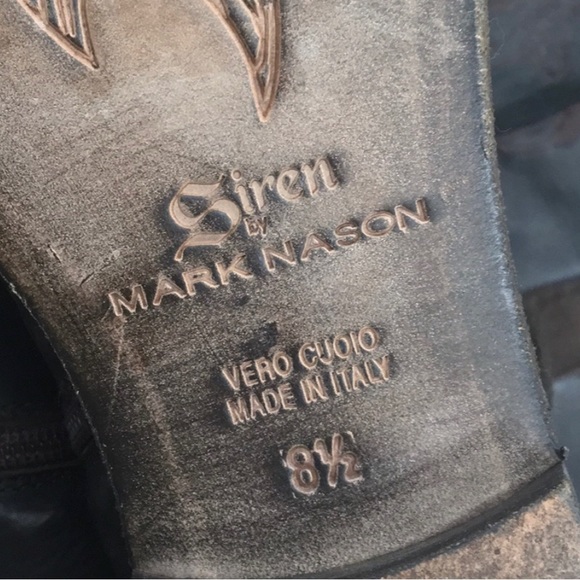 Siren
BY
MARK NASON
VERO CUOIO
MADE IN ITALY
8½